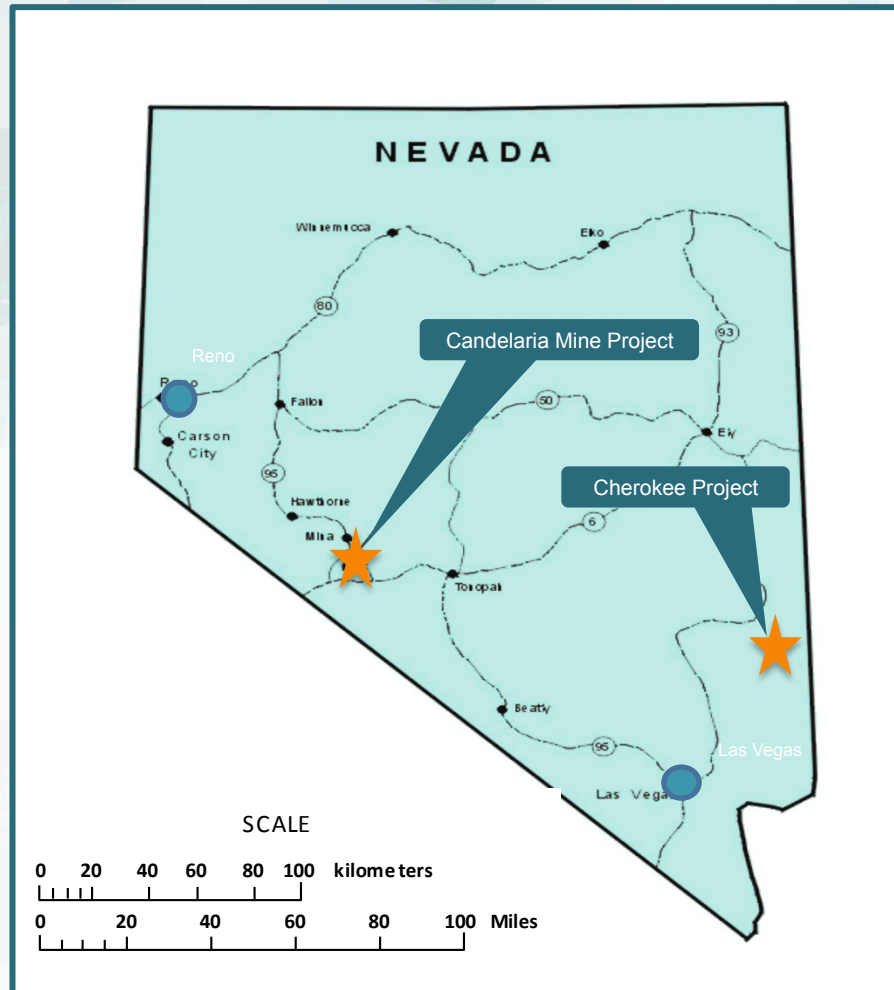 NEVADA
Winnemucca
Elko
80
93
Candelaria Mine Project
Reno
Fallon
50
Ely
Carson
City
95
Cherokee Project
Hawthorne
Mina
6
Tonopah
Beatty
95
Las Vegas
Las Vegas
SCALE
0 20 40 60 80 100 kilometers
0 20 40 60 80 100 Miles